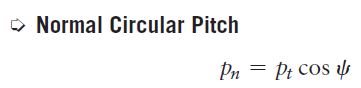 ➪ Normal Circular Pitch
pₙ = pₜ cos ψ